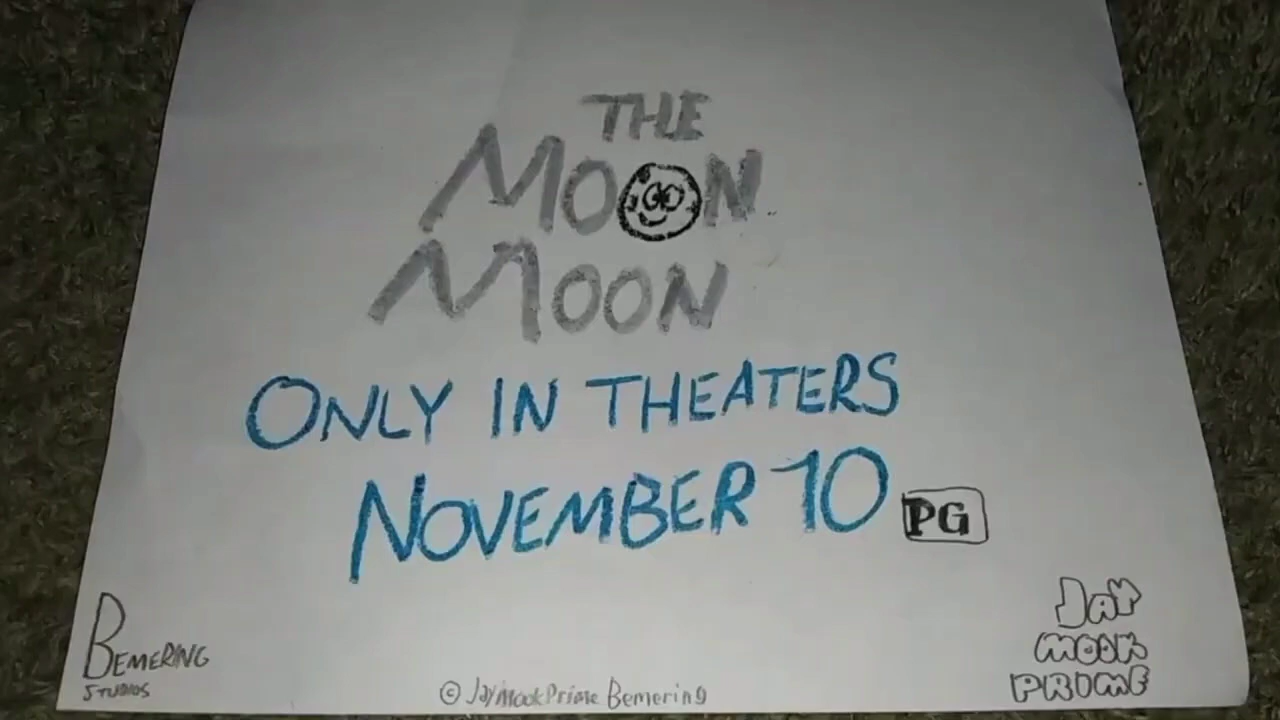 THE
MOON
MOON
ONLY IN THEATERS
NOVEMBER 10
PG
BEMERING
STUDIOS
© JayMookPrime Bemering
JAY
MOOK
PRIME